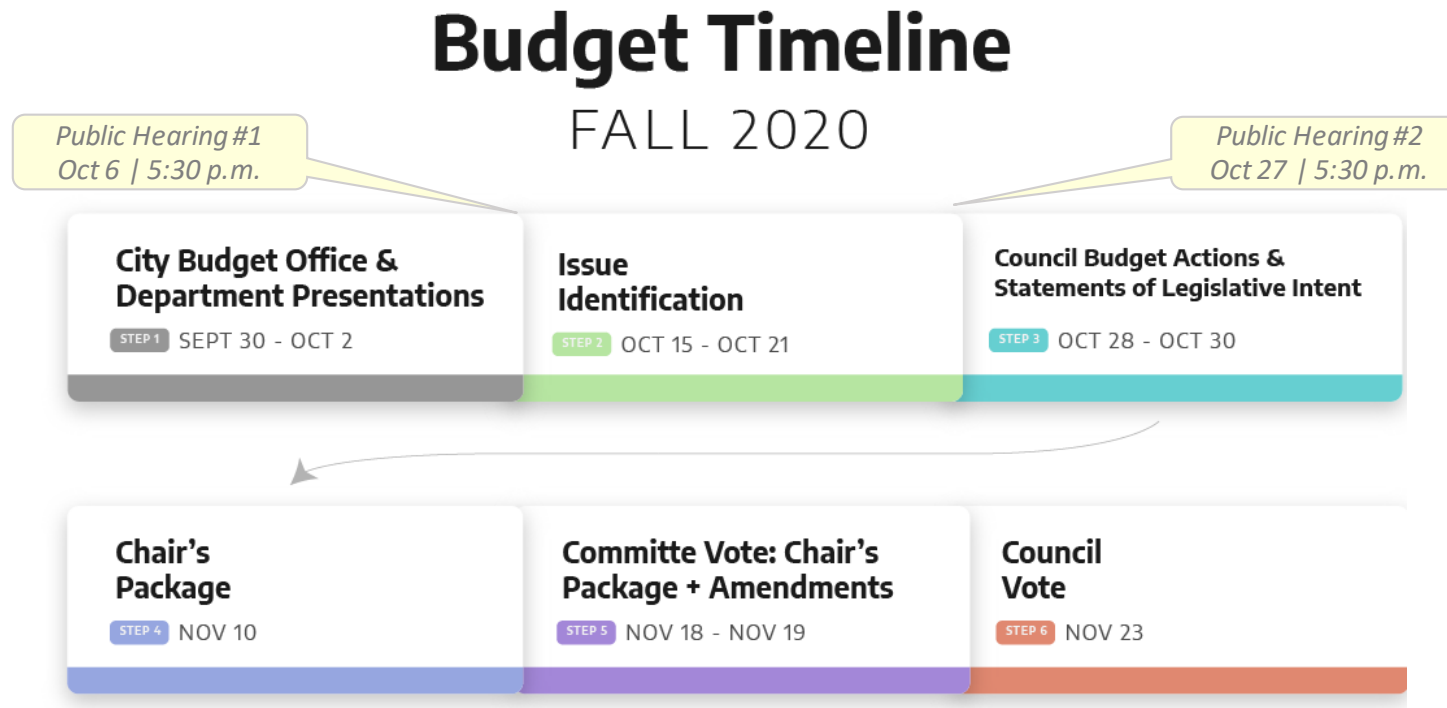 Budget Timeline
FALL 2020
Public Hearing #1
Oct 6 | 5:30 p.m.
Public Hearing #2
Oct 27 | 5:30 p.m.
City Budget Office &
Department Presentations
STEP 1 SEPT 30 - OCT 2
Issue
Identification
STEP 2 OCT 15 - OCT 21
Council Budget Actions &
Statements of Legislative Intent
STEP 3 OCT 28 - OCT 30
Chair's
Package
STEP 4 NOV 10
Committe Vote: Chair's
Package + Amendments
STEP 5 NOV 18 - NOV 19
Council
Vote
STEP 6 NOV 23